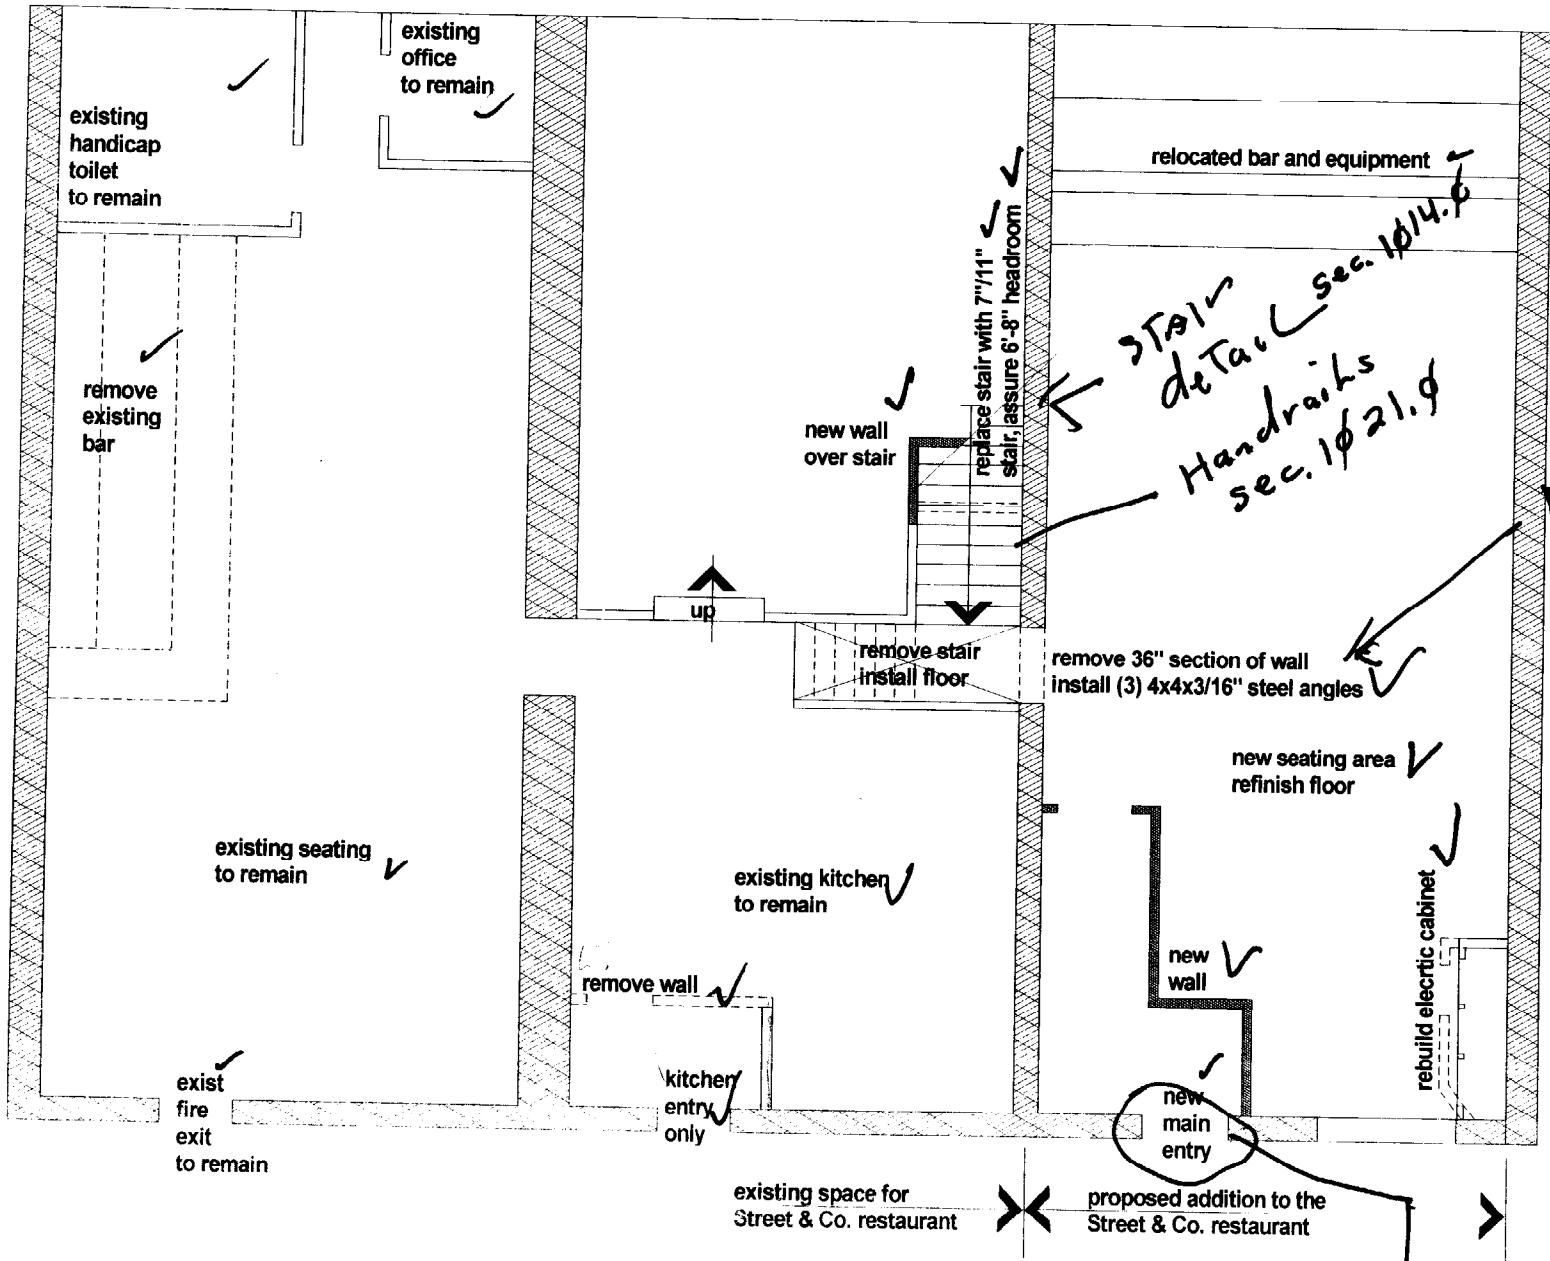 existing
office
to remain
existing
handicap
toilet
to remain
relocated bar and equipment
replace stair with 7"/11"
stair, assure 6'-8" headroom
STAIr
deTaiL sec. 1014.0
Handrails
sec. 1021.0
remove
existing
bar
new wall
over stair
up
remove stair
install floor
remove 36" section of wall
install (3) 4x4x3/16" steel angles
new seating area
refinish floor
existing seating
to remain
existing kitchen
to remain
rebuild electric cabinet
new
wall
remove wall
exist
fire
exit
to remain
kitchen
entry
only
new
main
entry
existing space for
Street & Co. restaurant
proposed addition to the
Street & Co. restaurant